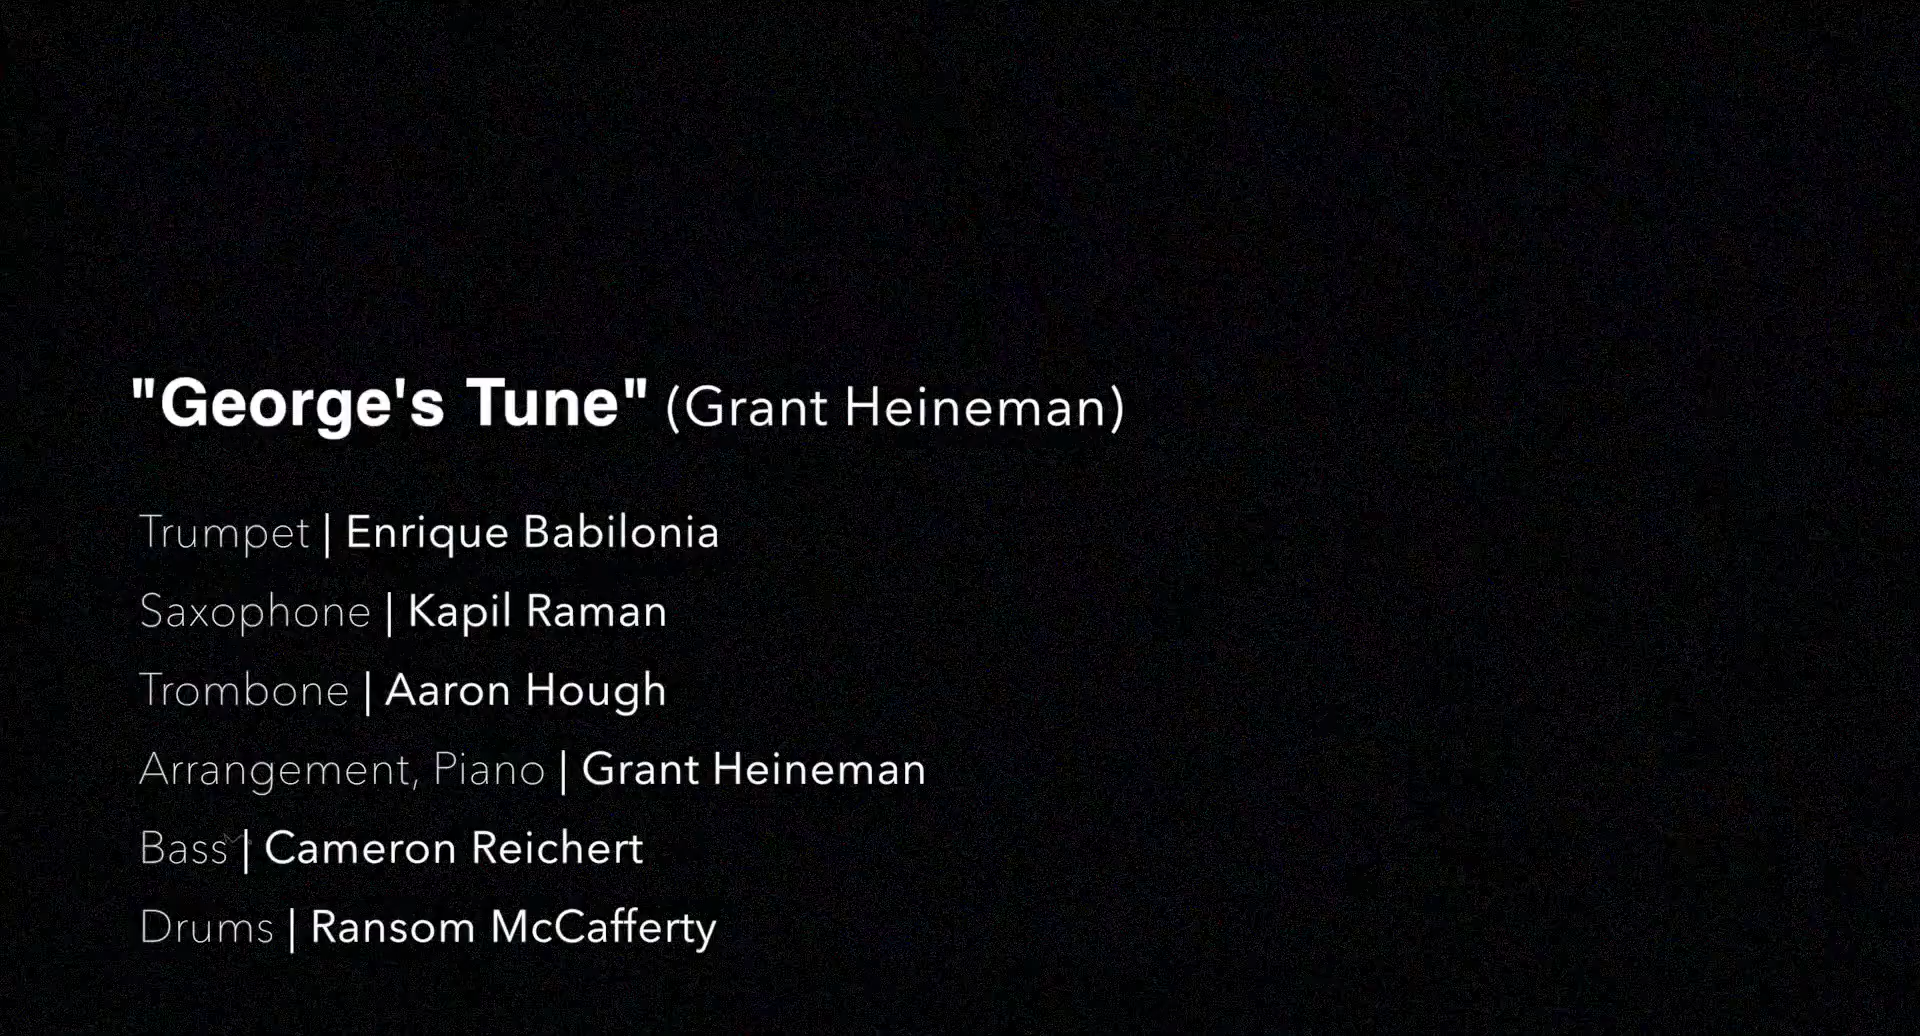 "George's Tune" (Grant Heineman)
Trumpet | Enrique Babilonia
Saxophone | Kapil Raman
Trombone | Aaron Hough
Arrangement, Piano | Grant Heineman
Bass | Cameron Reichert
Drums | Ransom McCafferty